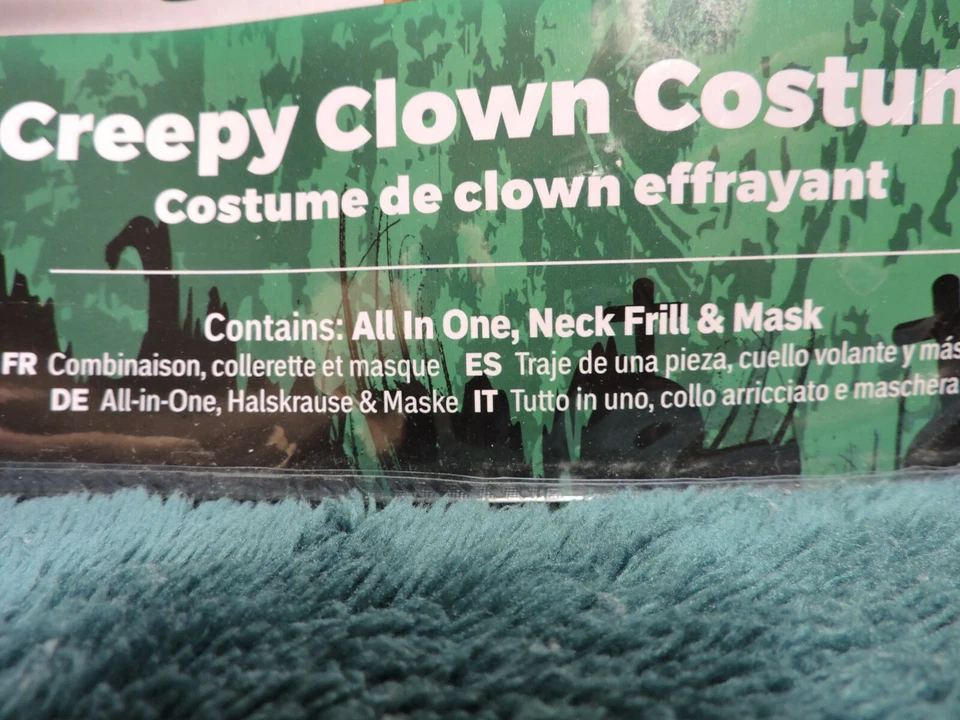 Creepy Clown Costum
Costume de clown effrayant
Contains: All In One, Neck Frill & Mask
FR Combinaison, collerette et masque ES Traje de una pieza, cuello volante y más
DE All-in-One, Halskrause & Maske IT Tutto in uno, collo arricciato e maschera